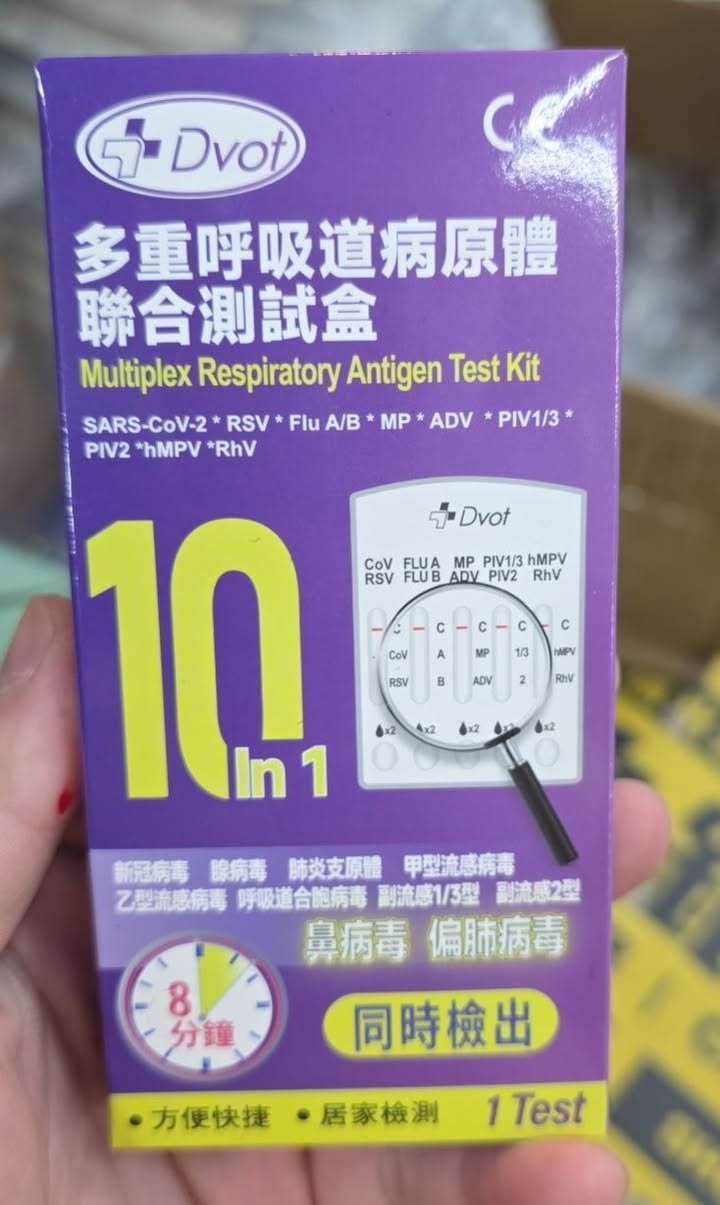 Dvot
CE
多重呼吸道病原體
聯合測試盒
Multiplex Respiratory Antigen Test Kit
SARS-CoV-2 * RSV * Flu A/B * MP * ADV * PIV1/3 *
PIV2 *hMPV *RhV
10 In 1
Dvot
CoV FLU A MP PIV1/3 hMPV
RSV FLU B ADV PIV2 RhV
C C C C C
CoV A MP 1/3 hMPV
RSV B ADV 2 RhV
x2 x2 x2 x2 x2
新冠病毒 腺病毒 肺炎支原體 甲型流感病毒
乙型流感病毒 呼吸道合胞病毒 副流感1/3型 副流感2型
鼻病毒 偏肺病毒
8
分鐘
同時檢出
• 方便快捷 • 居家檢測 1 Test